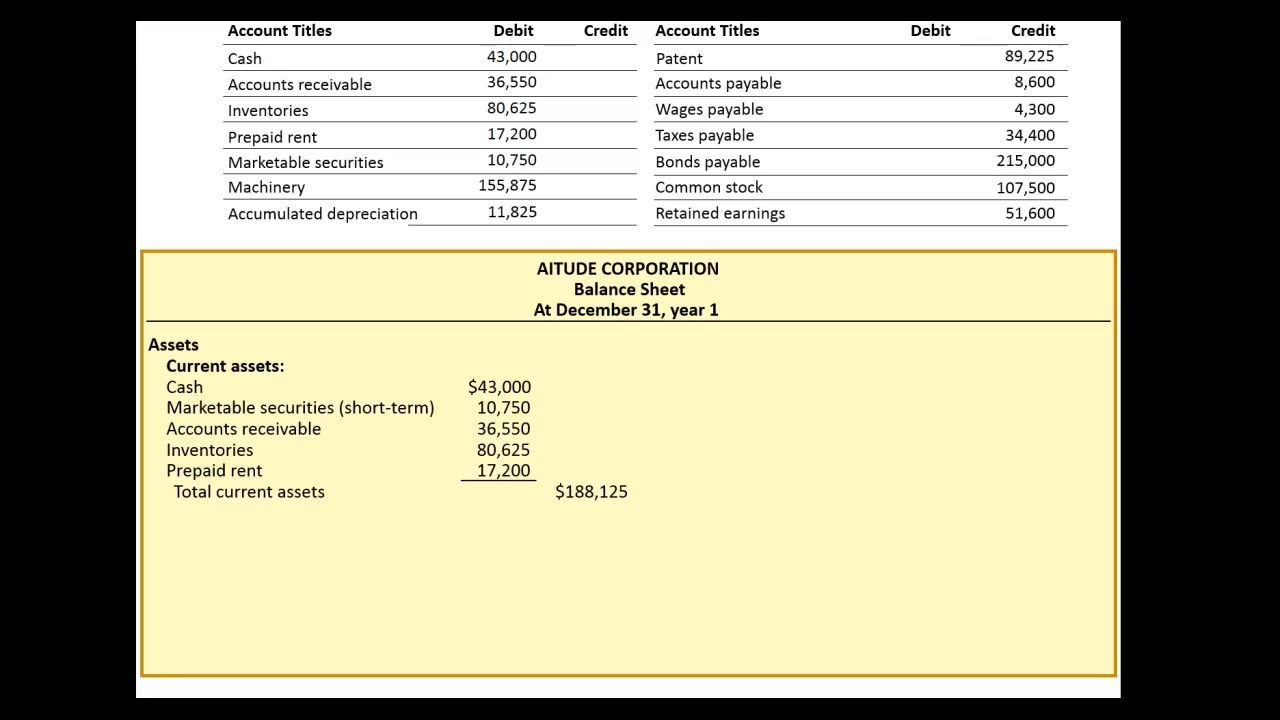 Account Titles Debit Credit Account Titles Debit Credit
Cash 43,000 Patent 89,225
Accounts receivable 36,550 Accounts payable 8,600
Inventories 80,625 Wages payable 4,300
Prepaid rent 17,200 Taxes payable 34,400
Marketable securities 10,750 Bonds payable 215,000
Machinery 155,875 Common stock 107,500
Accumulated depreciation 11,825 Retained earnings 51,600
AITUDE CORPORATION
Balance Sheet
At December 31, year 1
Assets
Current assets:
Cash $43,000
Marketable securities (short-term) 10,750
Accounts receivable 36,550
Inventories 80,625
Prepaid rent 17,200
Total current assets $188,125